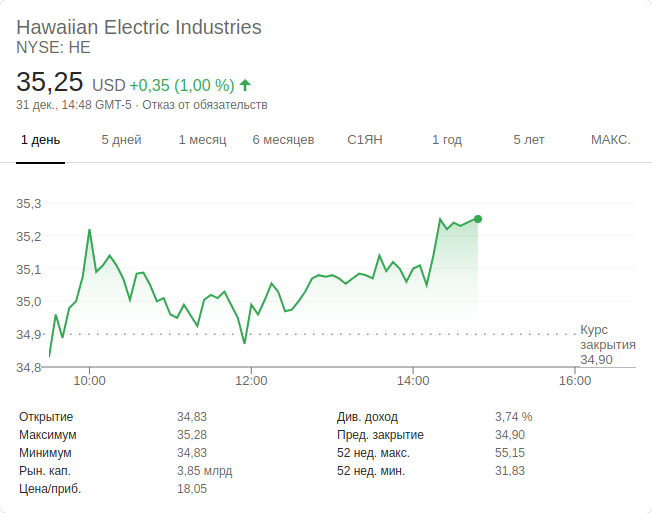 Hawaiian Electric Industries
NYSE: HE
35,25 USD +0,35 (1,00 %)
31 дек., 14:48 GMT-5 · Отказ от обязательств
1 день 5 дней 1 месяц 6 месяцев С1ЯН 1 год 5 лет МАКС.
35,3
35,2
35,1
35,0
34,9
34,8
Курс
закрытия
34,90
10:00 12:00 14:00 16:00
Открытие 34,83 Див. доход 3,74 %
Максимум 35,28 Пред. закрытие 34,90
Минимум 34,83 52 нед. макс. 55,15
Рын. кап. 3,85 млрд 52 нед. мин. 31,83
Цена/приб. 18,05